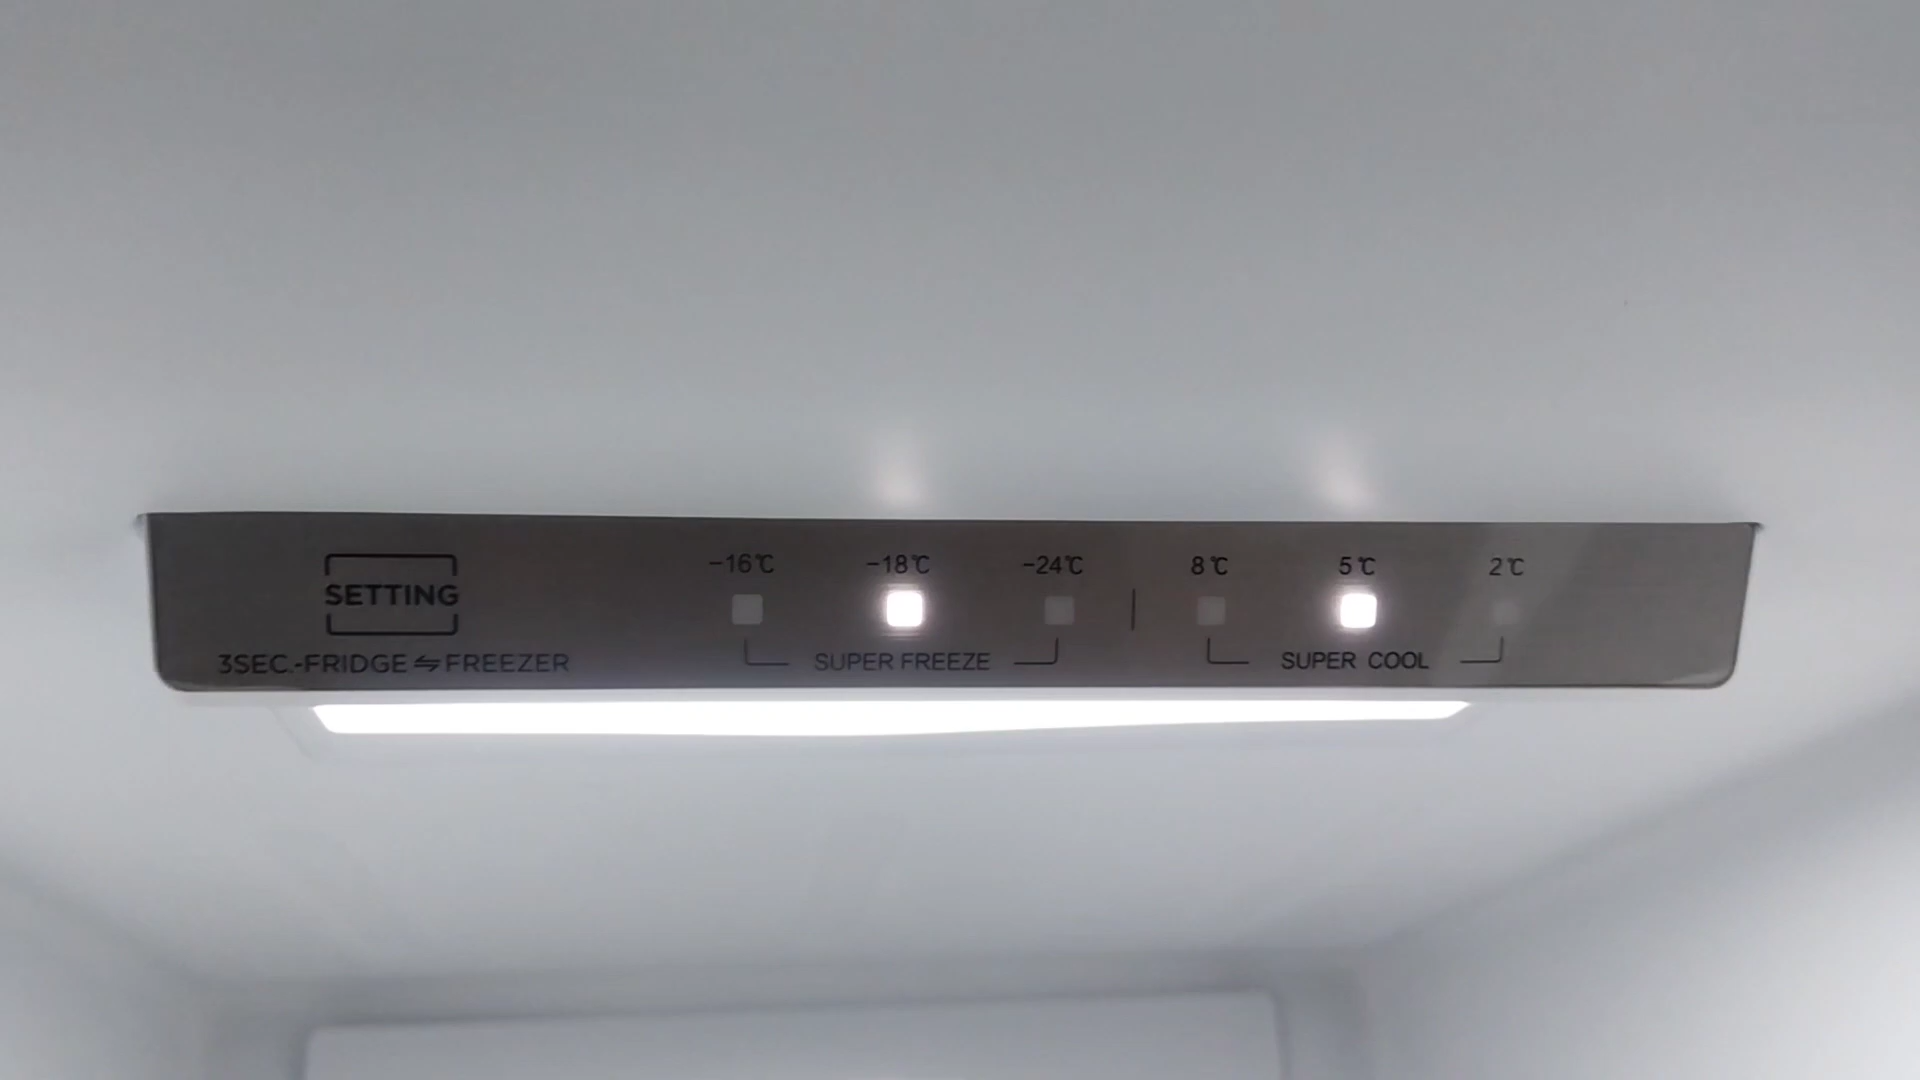 -16℃ -18℃ -24℃ 8℃ 5℃ 2℃
SETTING
3SEC.-FRIDGE⇋FREEZER SUPER FREEZE SUPER COOL